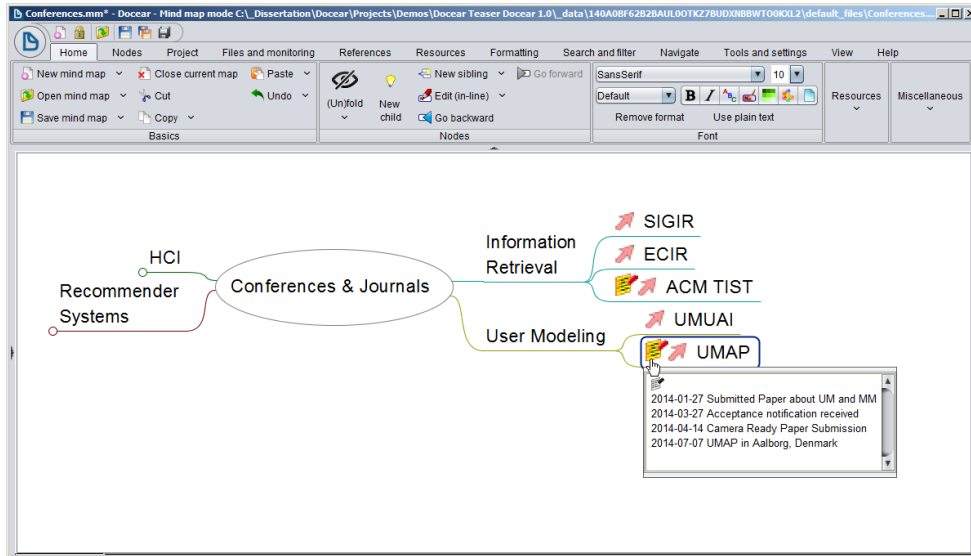 Conferences.mm* - Docear - Mind map mode C:\_Dissertation\Docear\Projects\Demos\Docear Teaser Docear 1.0\_data\140A0BF62B2BAUL0OTKZ7BUDXNBBWTO0KXL2\default_files\Conferences....
Home Nodes Project Files and monitoring References Resources Formatting Search and filter Navigate Tools and settings View Help
New mind map Close current map Paste New sibling Go forward SansSerif 10
Open mind map Cut Undo (Un)fold New child Edit (in-line) Default B I Resources Miscellaneous
Save mind map Copy Go backward Remove format Use plain text
Basics Nodes Font
SIGIR
Information Retrieval
HCI
ECIR
Recommender Systems
Conferences & Journals
ACM TIST
UMUAI
User Modeling
UMAP
2014-01-27 Submitted Paper about UM and MM
2014-03-27 Acceptance notification received
2014-04-14 Camera Ready Paper Submission
2014-07-07 UMAP in Aalborg, Denmark